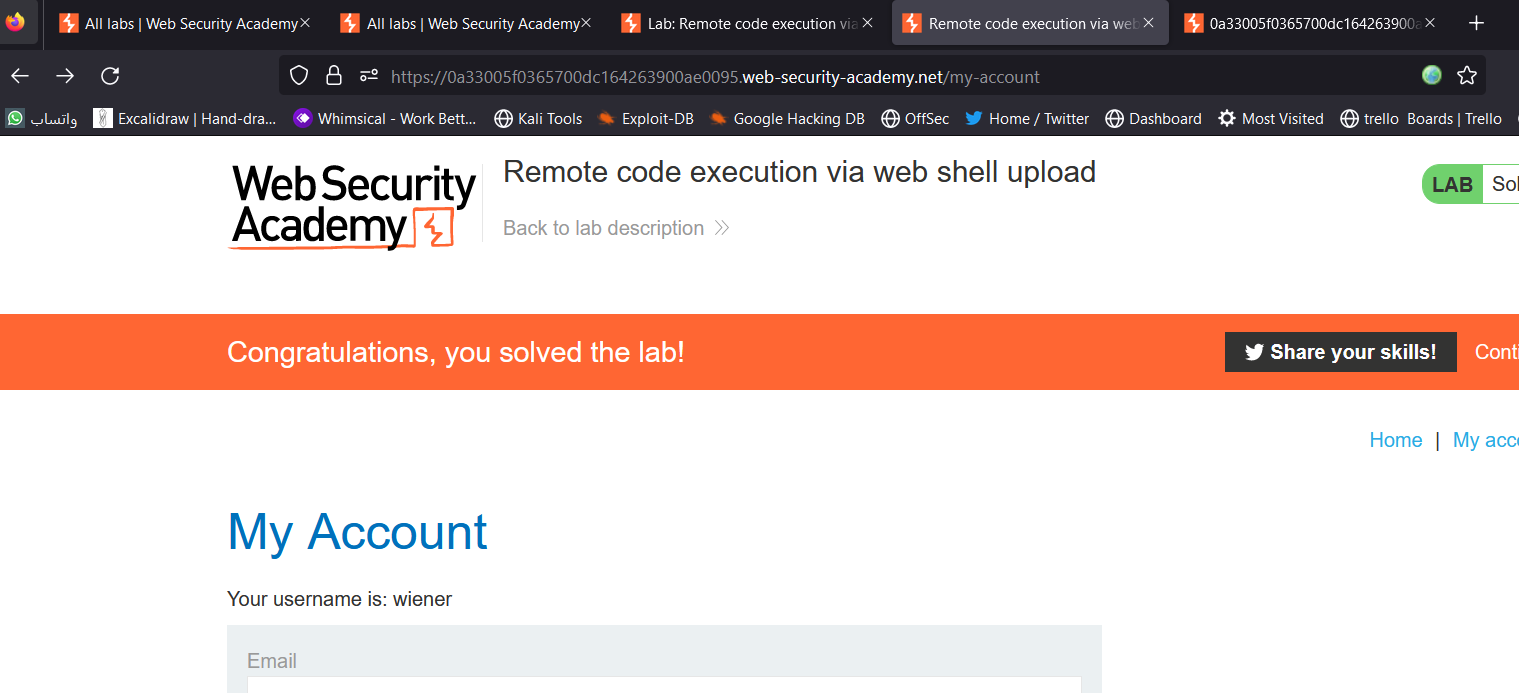 All labs | Web Security Academy All labs | Web Security Academy Lab: Remote code execution via Remote code execution via web 0a33005f0365700dc164263900a
https://0a33005f0365700dc164263900ae0095.web-security-academy.net/my-account
واتساب Excalidraw | Hand-dra... Whimsical - Work Bett... Kali Tools Exploit-DB Google Hacking DB OffSec Home / Twitter Dashboard Most Visited trello Boards | Trello
Web Security
Academy
Remote code execution via web shell upload
Back to lab description
LAB Sol
Congratulations, you solved the lab!
Share your skills! Conti
Home | My acco
My Account
Your username is: wiener
Email